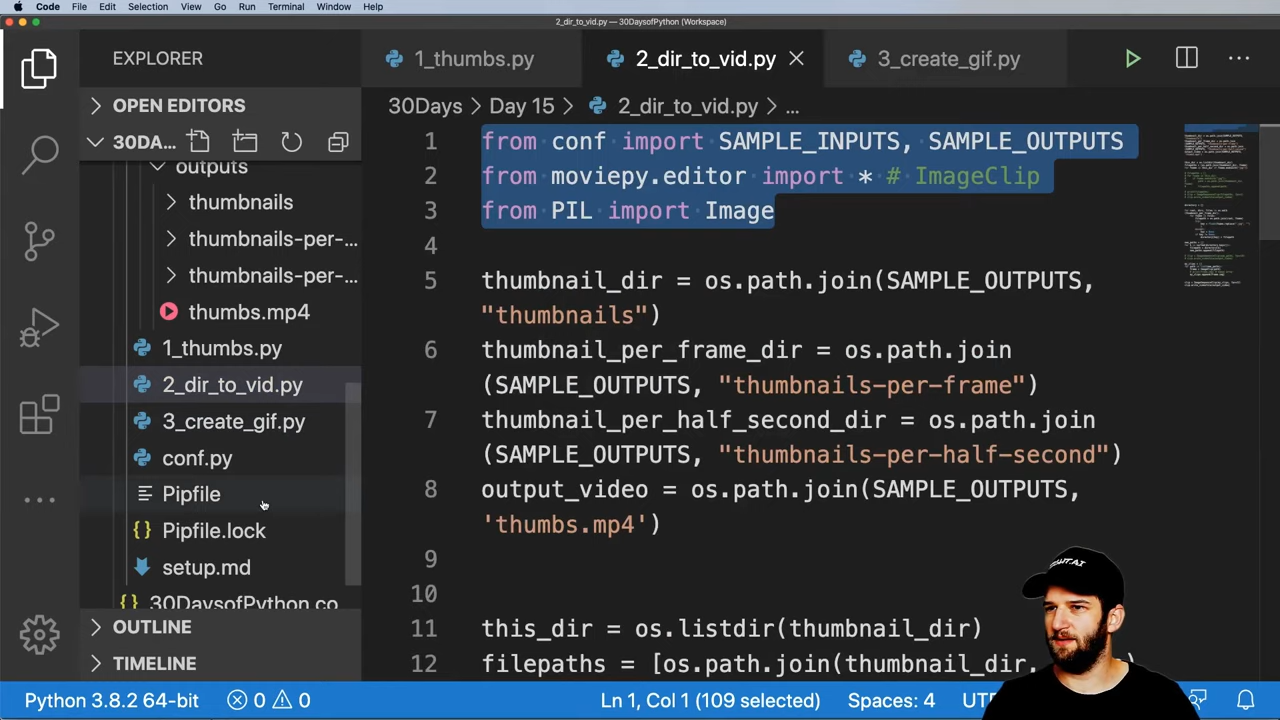 Code File Edit Selection View Go Run Terminal Window Help
2_dir_to_vid.py — 30DaysofPython (Workspace)
EXPLORER
OPEN EDITORS
30DA...
outputs
thumbnails
thumbnails-per-...
thumbnails-per-...
thumbs.mp4
1_thumbs.py
2_dir_to_vid.py
3_create_gif.py
conf.py
Pipfile
Pipfile.lock
setup.md
30DaysofPython.co
OUTLINE
TIMELINE
1_thumbs.py 2_dir_to_vid.py 3_create_gif.py
30Days > Day 15 > 2_dir_to_vid.py > ...
1 from conf import SAMPLE_INPUTS, SAMPLE_OUTPUTS
2 from moviepy.editor import * # ImageClip
3 from PIL import Image
4
5 thumbnail_dir = os.path.join(SAMPLE_OUTPUTS,
"thumbnails")
6 thumbnail_per_frame_dir = os.path.join
(SAMPLE_OUTPUTS, "thumbnails-per-frame")
7 thumbnail_per_half_second_dir = os.path.join
(SAMPLE_OUTPUTS, "thumbnails-per-half-second")
8 output_video = os.path.join(SAMPLE_OUTPUTS,
'thumbs.mp4')
9
10
11 this_dir = os.listdir(thumbnail_dir)
12 filepaths = [os.path.join(thumbnail_dir,
Python 3.8.2 64-bit 0 0 Ln 1, Col 1 (109 selected) Spaces: 4